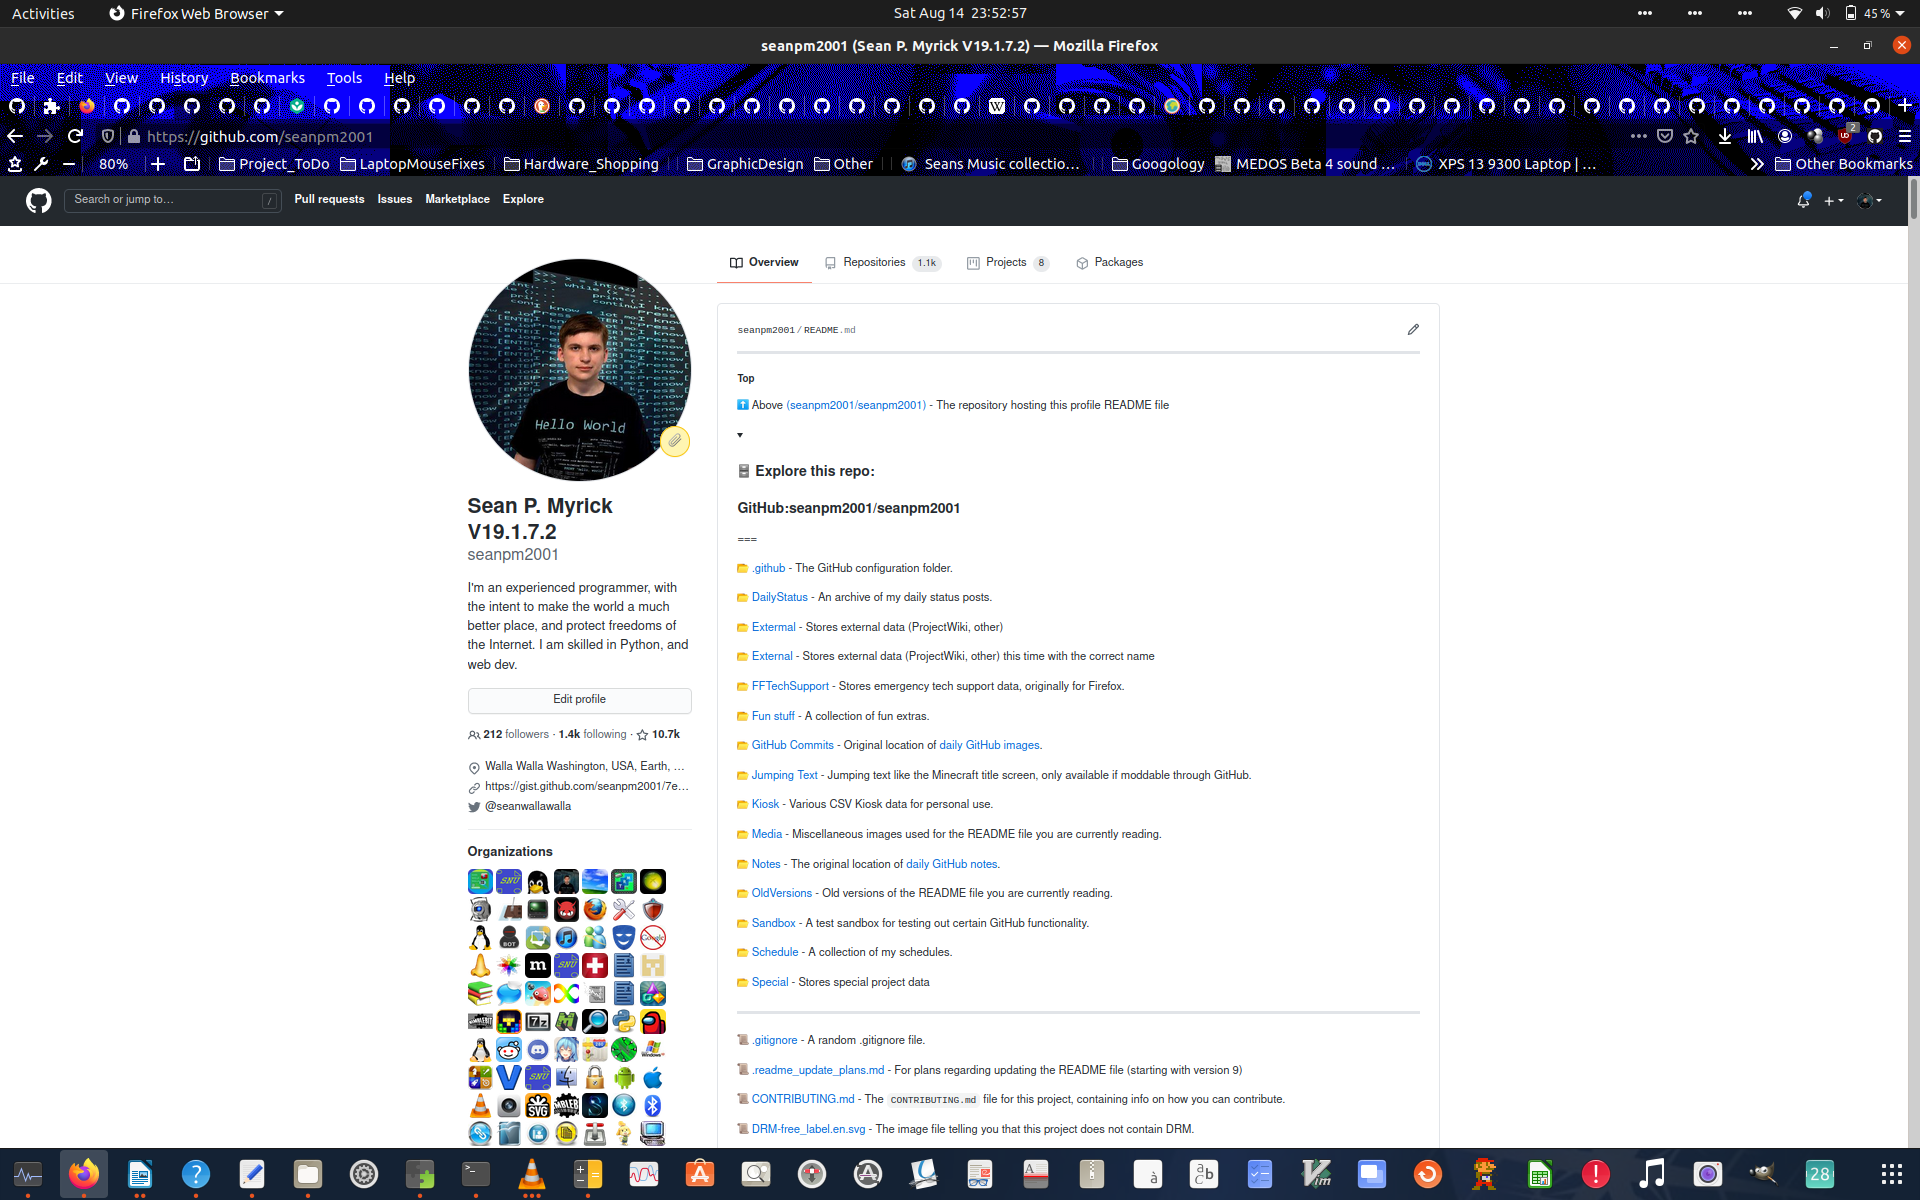 Activities
Firefox Web Browser
Sat Aug 14 23:52:57
45 %
seanpm2001 (Sean P. Myrick V19.1.7.2) — Mozilla Firefox
File Edit View History Bookmarks Tools Help
https://github.com/seanpm2001
2
80%
Project_ToDo
LaptopMouseFixes
Hardware_Shopping
GraphicDesign
Other
Seans Music collectio…
Googology
MEDOS Beta 4 sound …
XPS 13 9300 Laptop | …
Other Bookmarks
Search or jump to…
/
Pull requests Issues Marketplace Explore
Overview
Repositories 1.1k
Projects 8
Packages
Hello World
Sean P. Myrick
V19.1.7.2
seanpm2001
I'm an experienced programmer, with
the intent to make the world a much
better place, and protect freedoms of
the Internet. I am skilled in Python, and
web dev.
Edit profile
212 followers · 1.4k following · 10.7k
Walla Walla Washington, USA, Earth, …
https://gist.github.com/seanpm2001/7e…
@seanwallawalla
Organizations
seanpm2001/README.md
Top
Above (seanpm2001/seanpm2001) - The repository hosting this profile README file
Explore this repo:
GitHub:seanpm2001/seanpm2001
===
.github - The GitHub configuration folder.
DailyStatus - An archive of my daily status posts.
Extermal - Stores external data (ProjectWiki, other)
External - Stores external data (ProjectWiki, other) this time with the correct name
FFTechSupport - Stores emergency tech support data, originally for Firefox.
Fun stuff - A collection of fun extras.
GitHub Commits - Original location of daily GitHub images.
Jumping Text - Jumping text like the Minecraft title screen, only available if moddable through GitHub.
Kiosk - Various CSV Kiosk data for personal use.
Media - Miscellaneous images used for the README file you are currently reading.
Notes - The original location of daily GitHub notes.
OldVersions - Old versions of the README file you are currently reading.
Sandbox - A test sandbox for testing out certain GitHub functionality.
Schedule - A collection of my schedules.
Special - Stores special project data
.gitignore - A random .gitignore file.
.readme_update_plans.md - For plans regarding updating the README file (starting with version 9)
CONTRIBUTING.md - The CONTRIBUTING.md file for this project, containing info on how you can contribute.
DRM-free_label.en.svg - The image file telling you that this project does not contain DRM.
28